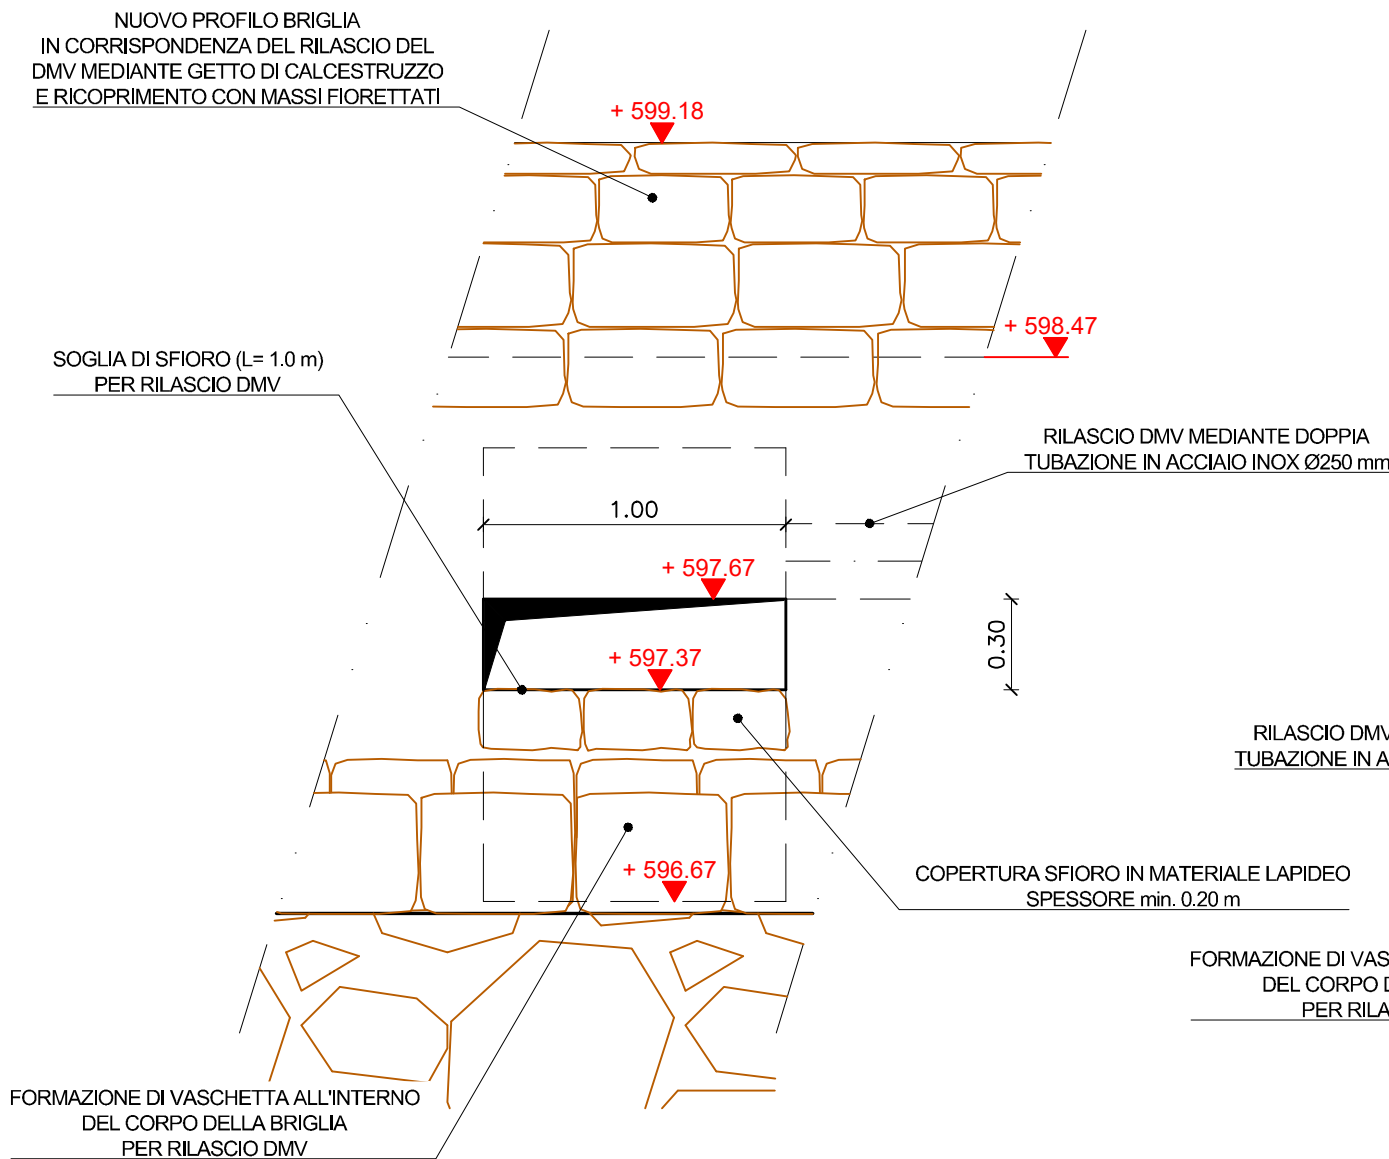 NUOVO PROFILO BRIGLIA
IN CORRISPONDENZA DEL RILASCIO DEL
DMV MEDIANTE GETTO DI CALCESTRUZZO
E RICOPRIMENTO CON MASSI FIORETTATI
+ 599.18
+ 598.47
SOGLIA DI SFIORO (L= 1.0 m)
PER RILASCIO DMV
RILASCIO DMV MEDIANTE DOPPIA
TUBAZIONE IN ACCIAIO INOX Ø250 mm
1.00
+ 597.67
0.30
+ 597.37
RILASCIO DMV
TUBAZIONE IN A
+ 596.67
COPERTURA SFIORO IN MATERIALE LAPIDEO
SPESSORE min. 0.20 m
FORMAZIONE DI VAS
DEL CORPO D
PER RILA
FORMAZIONE DI VASCHETTA ALL'INTERNO
DEL CORPO DELLA BRIGLIA
PER RILASCIO DMV